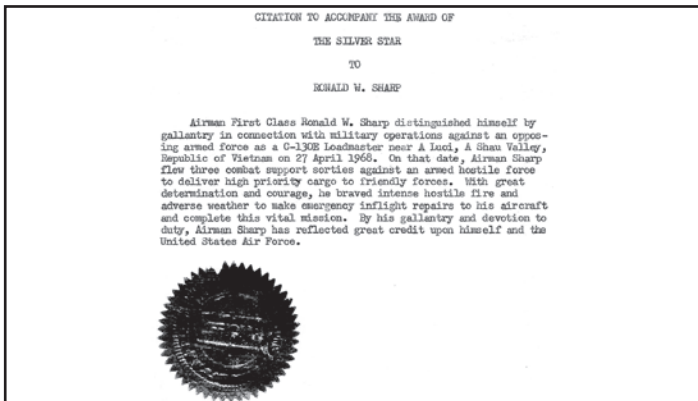 CITATION TO ACCOMPANY THE AWARD OF
THE SILVER STAR
TO
RONALD W. SHARP
Airman First Class Ronald W. Sharp distinguished himself by
gallantry in connection with military operations against an oppos-
ing armed force as a C-130E Loadmaster near A Luci, A Shau Valley,
Republic of Vietnam on 27 April 1968. On that date, Airman Sharp
flew three combat support sorties against an armed hostile force
to deliver high priority cargo to friendly forces. With great
determination and courage, he braved intense hostile fire and
adverse weather to make emergency inflight repairs to his aircraft
and complete this vital mission. By his gallantry and devotion to
duty, Airman Sharp has reflected great credit upon himself and the
United States Air Force.